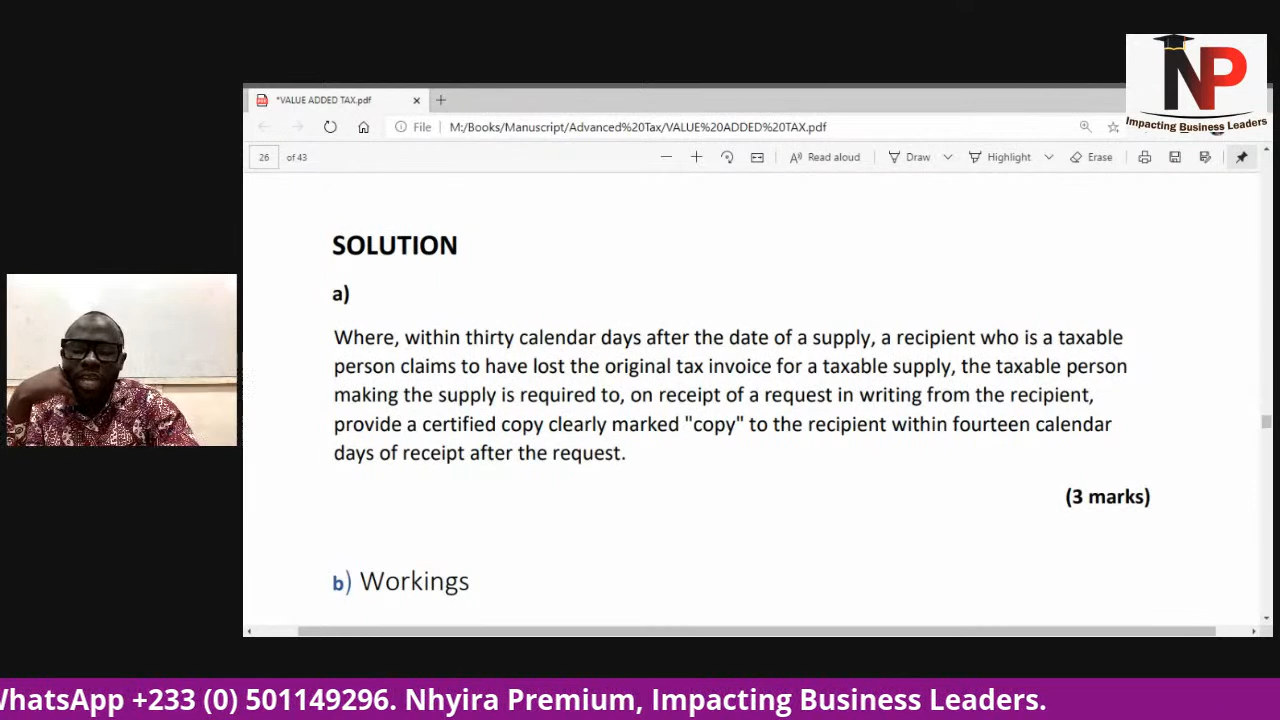 NP
Impacting Business Leaders
*VALUE ADDED TAX.pdf
File M:/Books/Manuscript/Advanced%20Tax/VALUE%20ADDED%20TAX.pdf
26 of 43 Read aloud Draw Highlight Erase
SOLUTION
a)
Where, within thirty calendar days after the date of a supply, a recipient who is a taxable
person claims to have lost the original tax invoice for a taxable supply, the taxable person
making the supply is required to, on receipt of a request in writing from the recipient,
provide a certified copy clearly marked "copy" to the recipient within fourteen calendar
days of receipt after the request.
(3 marks)
b) Workings
WhatsApp +233 (0) 501149296. Nhyira Premium, Impacting Business Leaders.